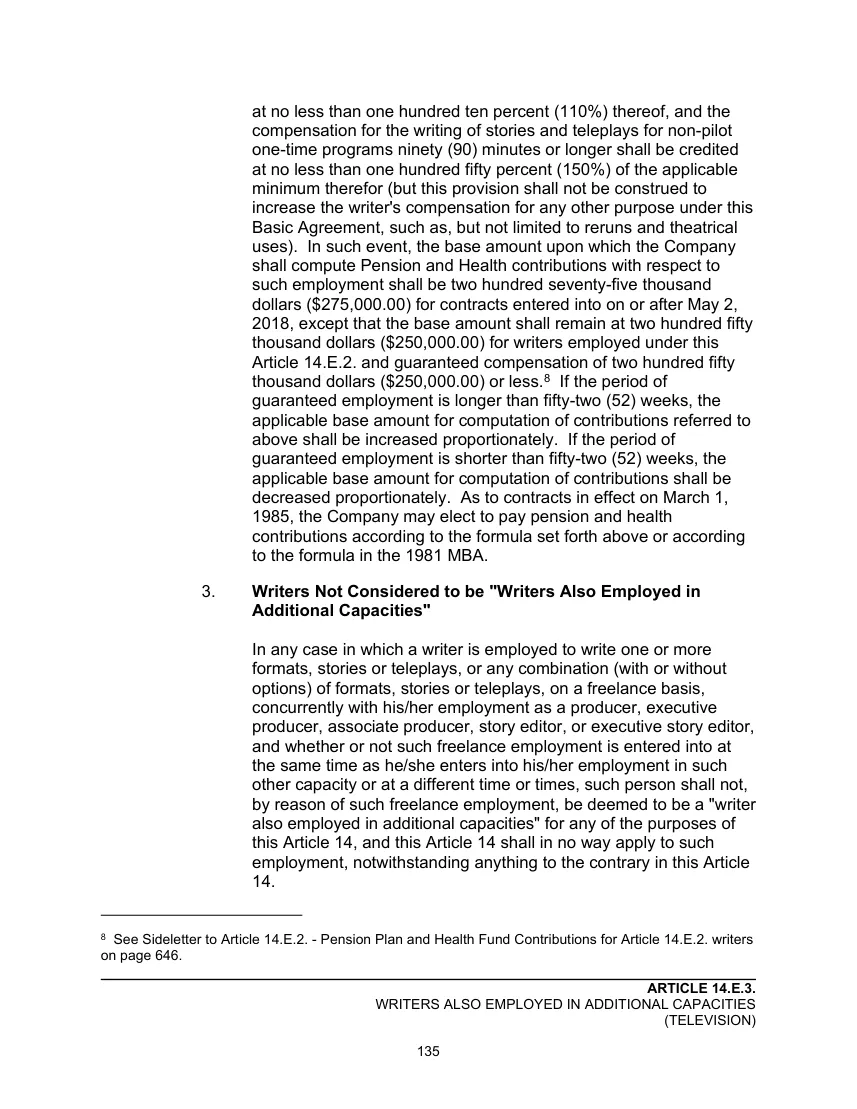 at no less than one hundred ten percent (110%) thereof, and the
compensation for the writing of stories and teleplays for non-pilot
one-time programs ninety (90) minutes or longer shall be credited
at no less than one hundred fifty percent (150%) of the applicable
minimum therefor (but this provision shall not be construed to
increase the writer's compensation for any other purpose under this
Basic Agreement, such as, but not limited to reruns and theatrical
uses).  In such event, the base amount upon which the Company
shall compute Pension and Health contributions with respect to
such employment shall be two hundred seventy-five thousand
dollars ($275,000.00) for contracts entered into on or after May 2,
2018, except that the base amount shall remain at two hundred fifty
thousand dollars ($250,000.00) for writers employed under this
Article 14.E.2. and guaranteed compensation of two hundred fifty
thousand dollars ($250,000.00) or less.8  If the period of
guaranteed employment is longer than fifty-two (52) weeks, the
applicable base amount for computation of contributions referred to
above shall be increased proportionately.  If the period of
guaranteed employment is shorter than fifty-two (52) weeks, the
applicable base amount for computation of contributions shall be
decreased proportionately.  As to contracts in effect on March 1,
1985, the Company may elect to pay pension and health
contributions according to the formula set forth above or according
to the formula in the 1981 MBA.
3. Writers Not Considered to be "Writers Also Employed in
Additional Capacities"
In any case in which a writer is employed to write one or more
formats, stories or teleplays, or any combination (with or without
options) of formats, stories or teleplays, on a freelance basis,
concurrently with his/her employment as a producer, executive
producer, associate producer, story editor, or executive story editor,
and whether or not such freelance employment is entered into at
the same time as he/she enters into his/her employment in such
other capacity or at a different time or times, such person shall not,
by reason of such freelance employment, be deemed to be a "writer
also employed in additional capacities" for any of the purposes of
this Article 14, and this Article 14 shall in no way apply to such
employment, notwithstanding anything to the contrary in this Article
14.
8  See Sideletter to Article 14.E.2. - Pension Plan and Health Fund Contributions for Article 14.E.2. writers
on page 646.
ARTICLE 14.E.3.
WRITERS ALSO EMPLOYED IN ADDITIONAL CAPACITIES
(TELEVISION)
135